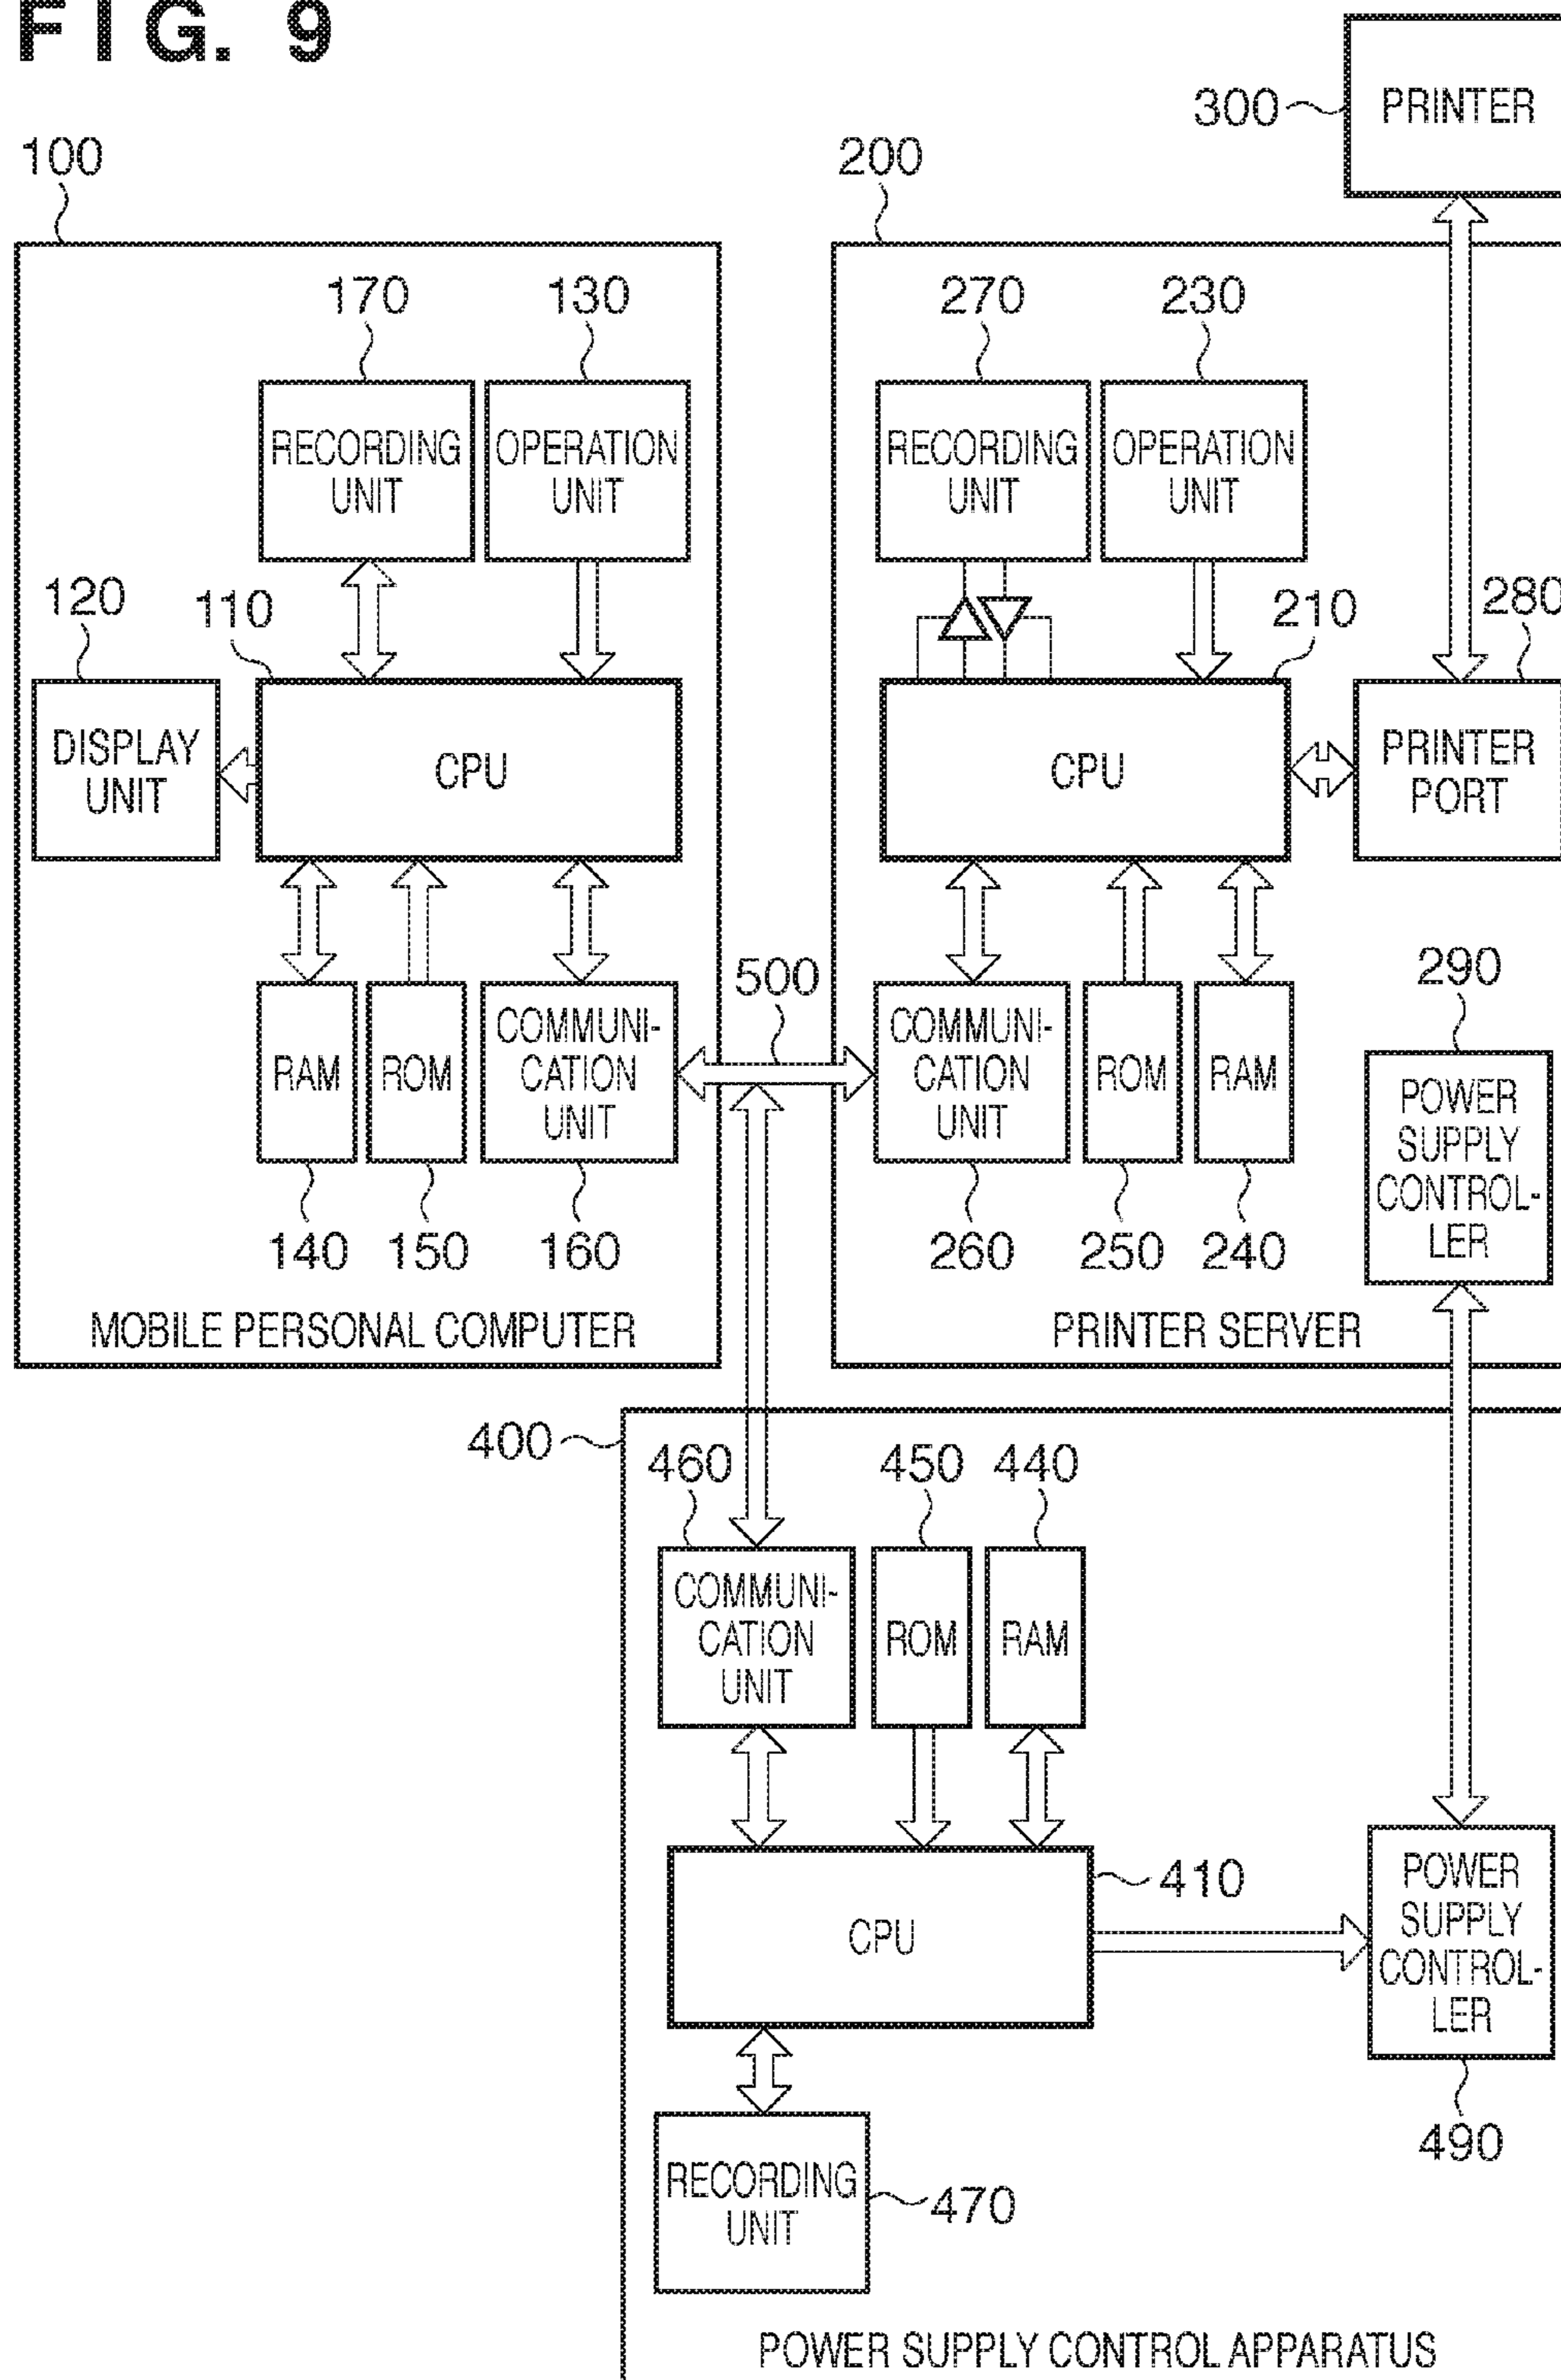 FIG. 9
300
PRINTER
100
200
170
130
270
230
RECORDING
UNIT
OPERATION
UNIT
RECORDING
UNIT
OPERATION
UNIT
120
110
210
280
DISPLAY
UNIT
CPU
CPU
PRINTER
PORT
500
290
RAM
ROM
COMMUNI-
CATION
UNIT
COMMUNI-
CATION
UNIT
ROM
RAM
POWER
SUPPLY
CONTROL-
LER
140
150
160
260
250
240
MOBILE PERSONAL COMPUTER
PRINTER SERVER
400
460
450
440
COMMUNI-
CATION
UNIT
ROM
RAM
410
CPU
POWER
SUPPLY
CONTROL-
LER
490
RECORDING
UNIT
470
POWER SUPPLY CONTROL APPARATUS